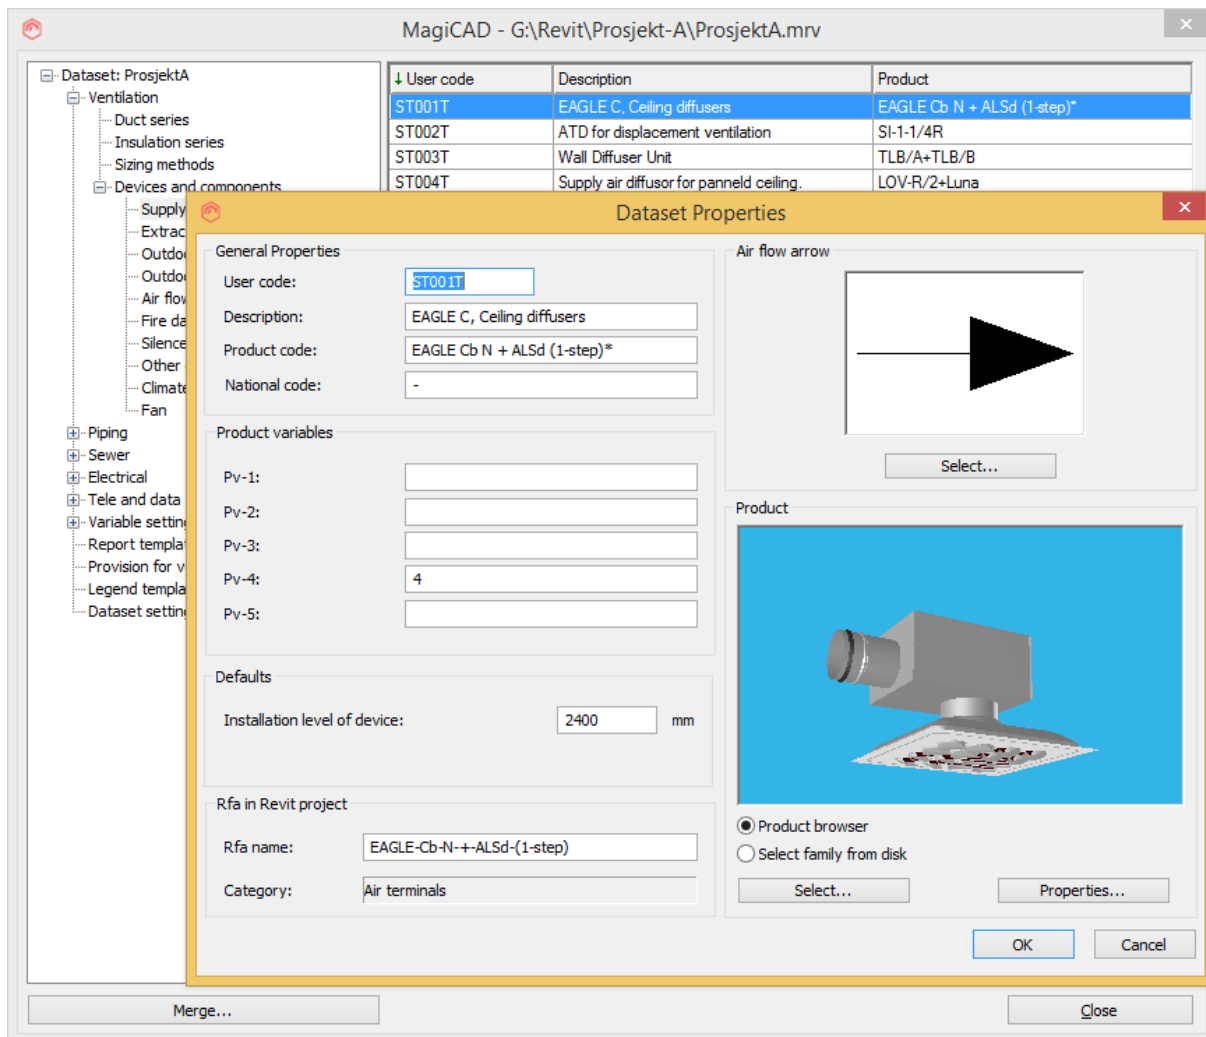 MagiCAD - G:\Revit\Prosjekt-A\ProsjektA.mrv
Dataset: ProsjektA
Ventilation
Duct series
Insulation series
Sizing methods
Devices and components
Supply
Extrac
Outdo
Outdo
Air flov
Fire da
Silence
Other
Climate
Fan
Piping
Sewer
Electrical
Tele and data
Variable settin
Report templa
Provision for v
Legend templa
Dataset settin
User code Description Product
ST001T EAGLE C, Ceiling diffusers EAGLE Cb N + ALSd (1-step)*
ST002T ATD for displacement ventilation SI-1-1/4R
ST003T Wall Diffuser Unit TLB/A+TLB/B
ST004T Supply air diffusor for panneld ceiling. LOV-R/2+Luna
Dataset Properties
General Properties
User code: ST001T
Description: EAGLE C, Ceiling diffusers
Product code: EAGLE Cb N + ALSd (1-step)*
National code: -
Product variables
Pv-1:
Pv-2:
Pv-3:
Pv-4: 4
Pv-5:
Defaults
Installation level of device: 2400 mm
Rfa in Revit project
Rfa name: EAGLE-Cb-N-+-ALSd-(1-step)
Category: Air terminals
Air flow arrow
Select...
Product
Product browser
Select family from disk
Select... Properties...
OK Cancel
Merge... Close